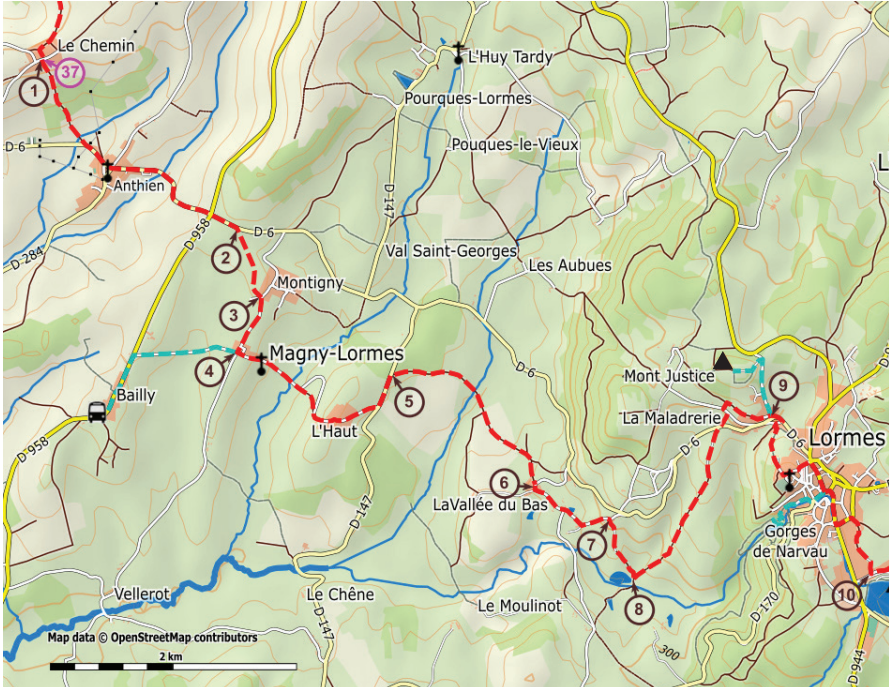 Le Chemin
37
1
L'Huy Tardy
Pourques-Lormes
D 6
Pouques-le-Vieux
Anthien
L
D-147
D-958
D 6
2
D-284
Val Saint-Georges
Les Aubues
Montigny
3
Magny-Lormes
4
D-6
Mont Justice
9
Bailly
5
La Maladrerie
D-6
L'Haut
D 6
Lormes
D-958
6
LaVallée du Bas
D-147
7
Gorges
de Narvau
Vellerot
Le Chêne
Le Moulinot
8
10
D-170
Map data © OpenStreetMap contributors
D-147
300
2 km
D-944